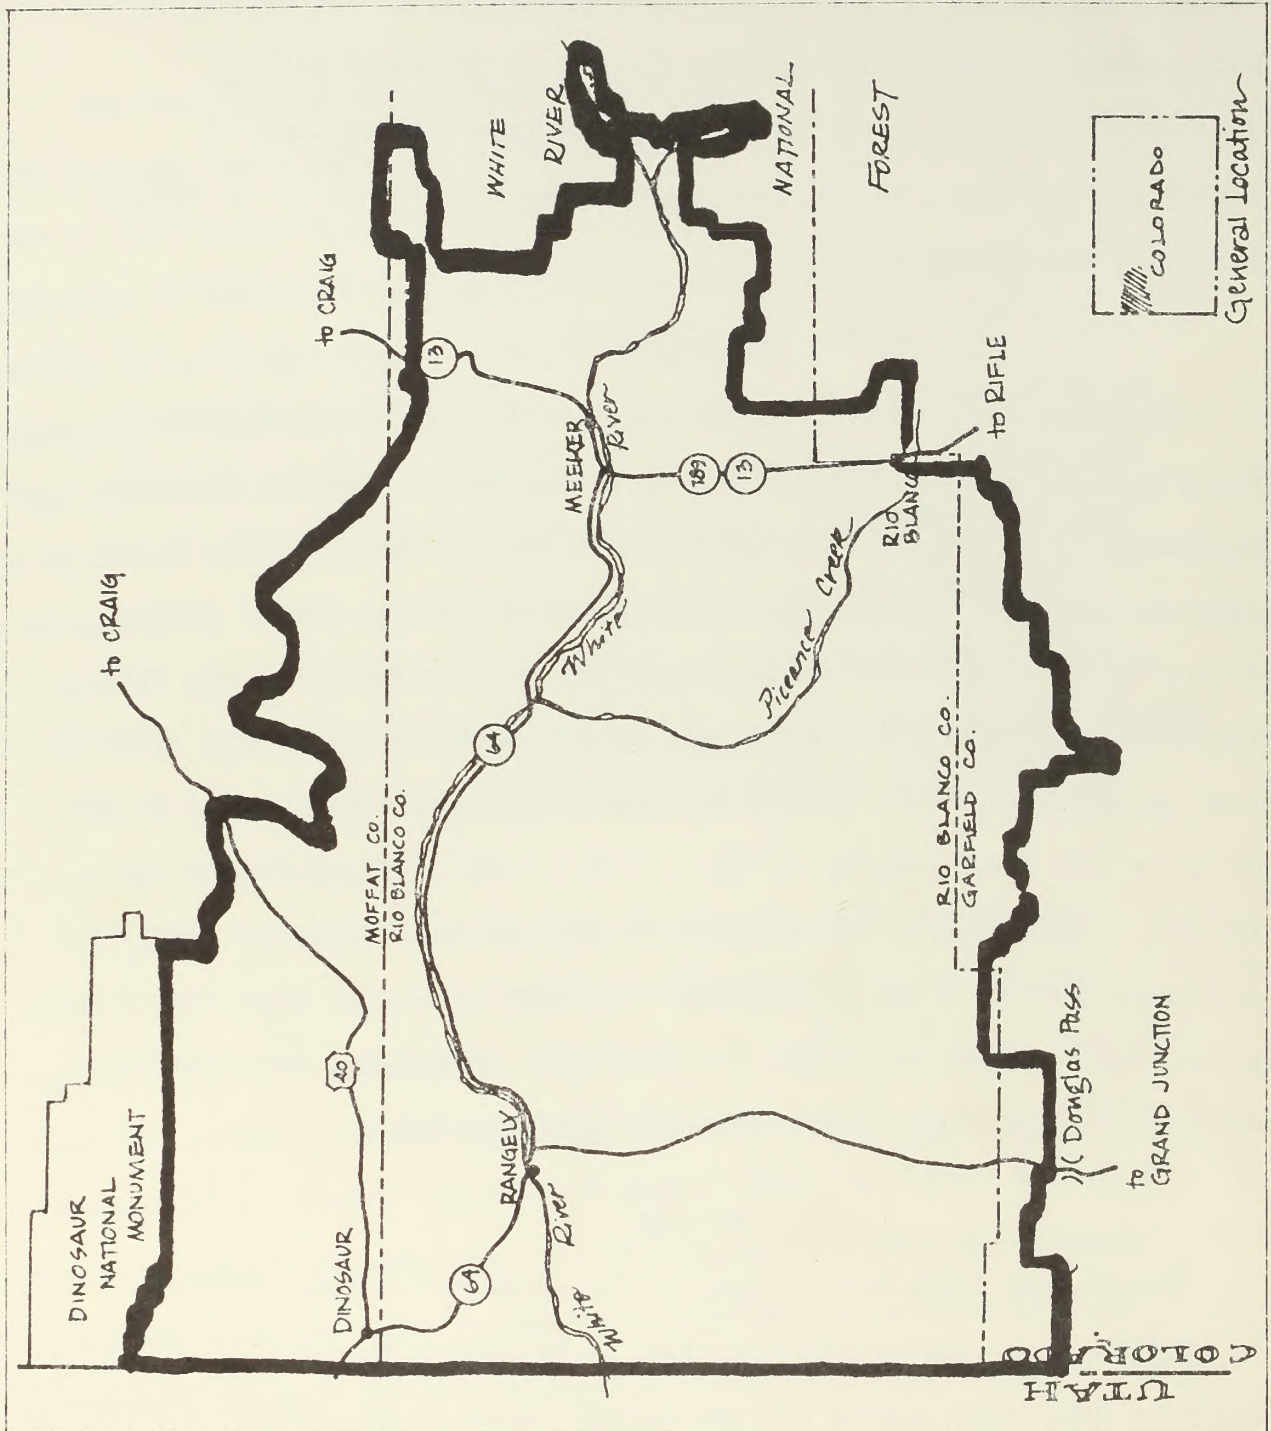 DINOSAUR
NATIONAL
MONUMENT
to CRAIG
to CRAIG
DINOSAUR
40
MOFFAT CO.
RIO BLANCO CO.
13
WHITE
RIVER
NATIONAL
FOREST
64
64
RANGELY
White River
MEEKER
White River
789
13
Piceance Creek
RIO
BLANCO
to RIFLE
RIO BLANCO CO.
GARFIELD CO.
)( Douglas Pass
to
GRAND JUNCTION
UTAH
COLORADO
COLORADO
General Location